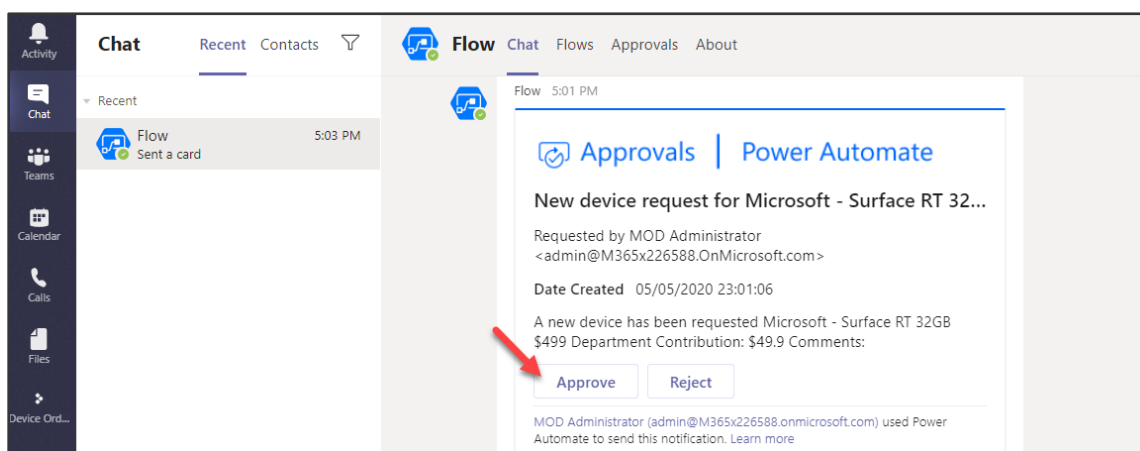 Activity
Chat
Teams
Calendar
Calls
Files
Device Ord...
Chat Recent Contacts
Recent
Flow 5:03 PM
Sent a card
Flow Chat Flows Approvals About
Flow 5:01 PM
Approvals | Power Automate
New device request for Microsoft - Surface RT 32...
Requested by MOD Administrator
<admin@M365x226588.OnMicrosoft.com>
Date Created 05/05/2020 23:01:06
A new device has been requested Microsoft - Surface RT 32GB
$499 Department Contribution: $49.9 Comments:
Approve Reject
MOD Administrator (admin@M365x226588.onmicrosoft.com) used Power
Automate to send this notification. Learn more